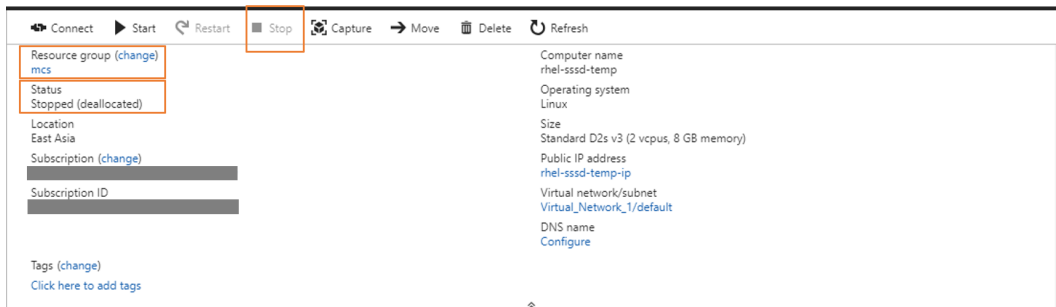 Connect Start Restart Stop Capture Move Delete Refresh
Resource group (change)
mcs
Status
Stopped (deallocated)
Location
East Asia
Subscription (change)
Subscription ID
Tags (change)
Click here to add tags
Computer name
rhel-sssd-temp
Operating system
Linux
Size
Standard D2s v3 (2 vcpus, 8 GB memory)
Public IP address
rhel-sssd-temp-ip
Virtual network/subnet
Virtual_Network_1/default
DNS name
Configure